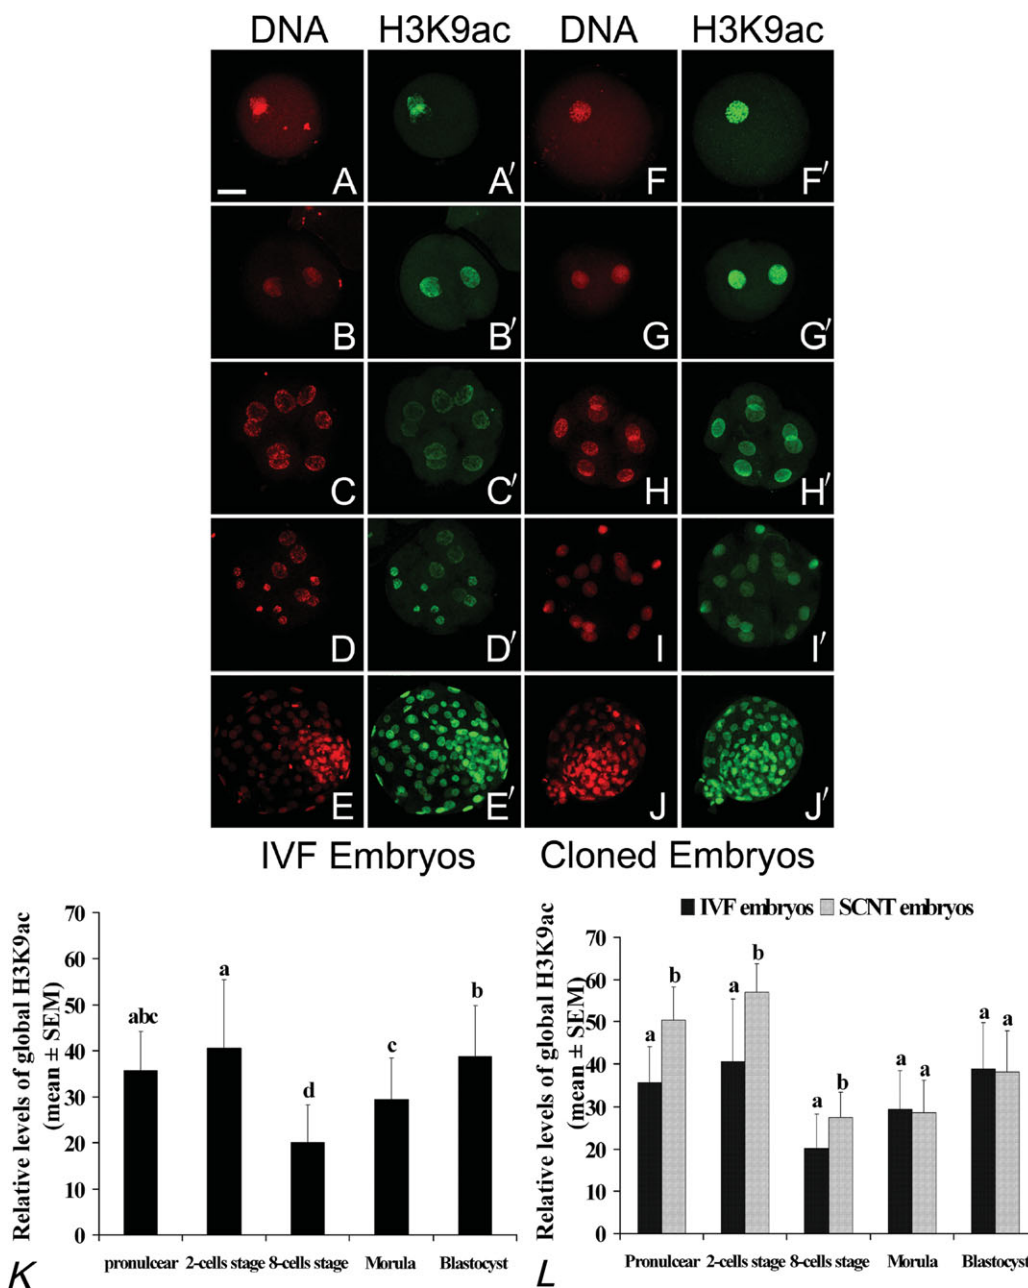 DNA H3K9ac DNA H3K9ac
A A′ F F′
B B′ G G′
C C′ H H′
D D′ I I′
E E′ J J′
IVF Embryos Cloned Embryos
Relative levels of global H3K9ac
(mean ± SEM)
70
60
50
40
30
20
10
0
abc
a
d
c
b
pronulcear 2-cells stage 8-cells stage Morula Blastocyst
K
IVF embryos SCNT embryos
Relative levels of global H3K9ac
(mean ± SEM)
70
60
50
40
30
20
10
0
a b
a b
a b
a a
a a
Pronulcear 2-cells stage 8-cells stage Morula Blastocyst
L